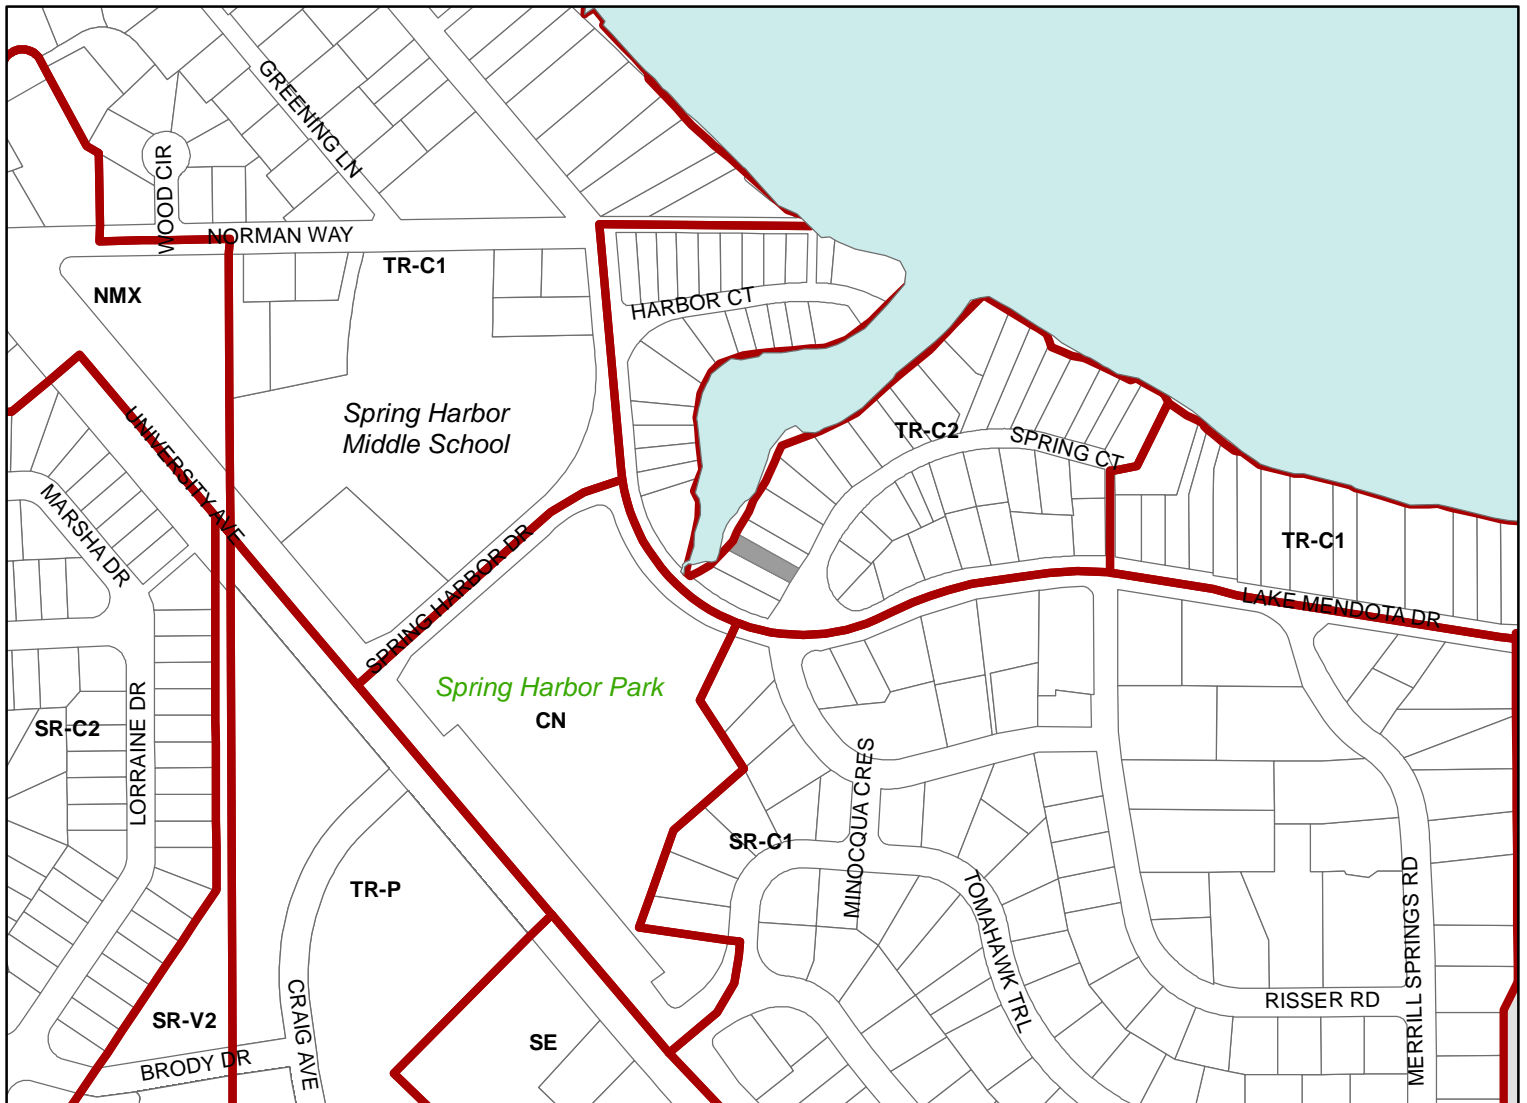 GREENING LN
WOOD CIR
NORMAN WAY
TR-C1
NMX
HARBOR CT
Spring Harbor
Middle School
UNIVERSITY AVE
TR-C2
SPRING CT
MARSHA DR
TR-C1
SPRING HARBOR DR
LAKE MENDOTA DR
Spring Harbor Park
CN
SR-C2
LORRAINE DR
MINOCQUA CRES
SR-C1
TR-P
TOMAHAWK TRL
MERRILL SPRINGS RD
RISSER RD
CRAIG AVE
SR-V2
SE
BRODY DR